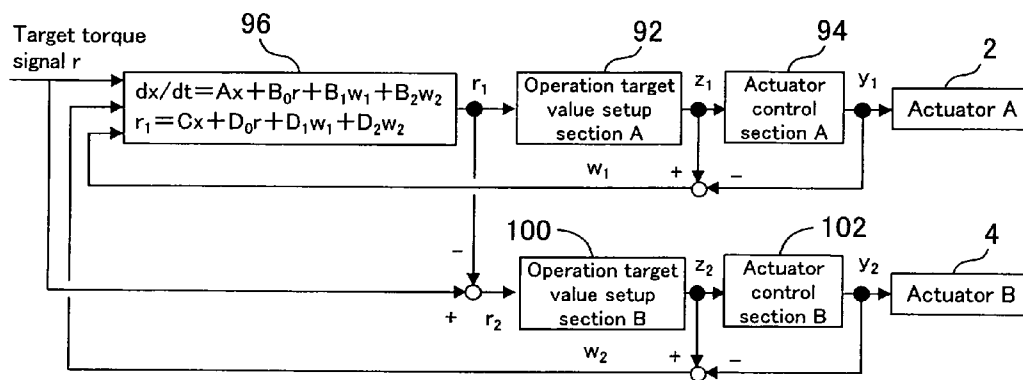 96
92
94
2
Target torque
signal r
dx/dt=Ax+B₀r+B₁w₁+B₂w₂
r₁=Cx+D₀r+D₁w₁+D₂w₂
r₁
Operation target
value setup
section A
z₁
Actuator
control
section A
y₁
Actuator A
w₁
+
−
−
100
102
4
+
r₂
Operation target
value setup
section B
z₂
Actuator
control
section B
y₂
Actuator B
w₂
+
−